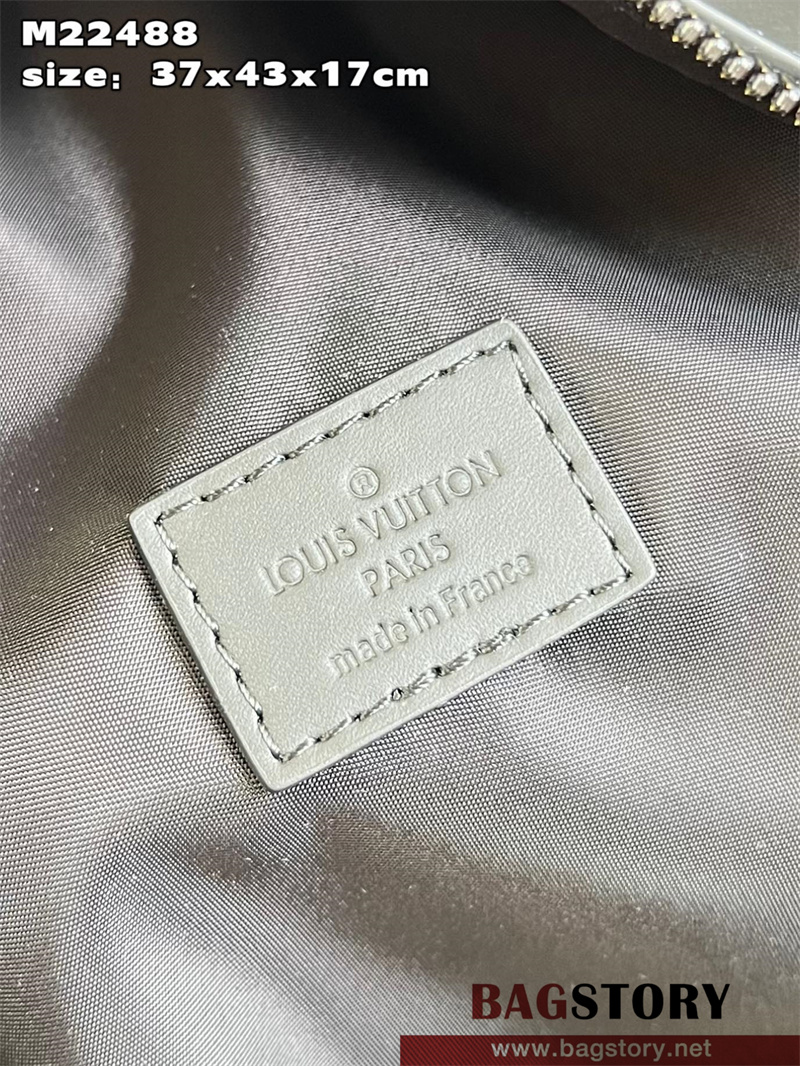 M22488
size: 37x43x17cm
®
LOUIS VUITTON
PARIS
made in France
BAGSTORY
www.bagstory.net